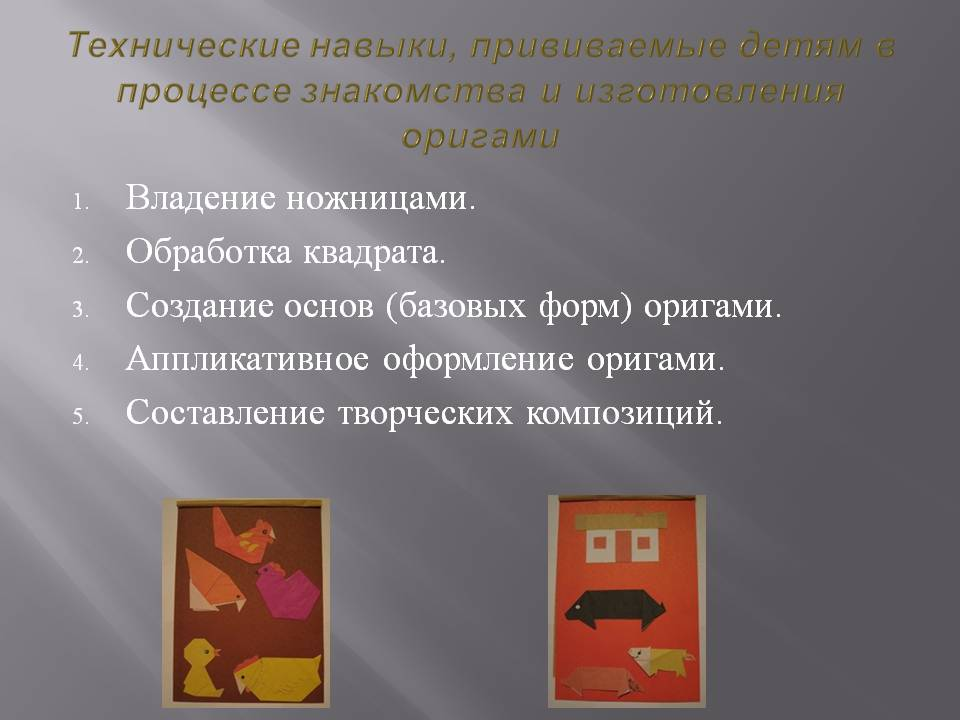 Технические навыки, прививаемые детям в
процессе знакомства и изготовления
оригами
1. Владение ножницами.
2. Обработка квадрата.
3. Создание основ (базовых форм) оригами.
4. Аппликативное оформление оригами.
5. Составление творческих композиций.